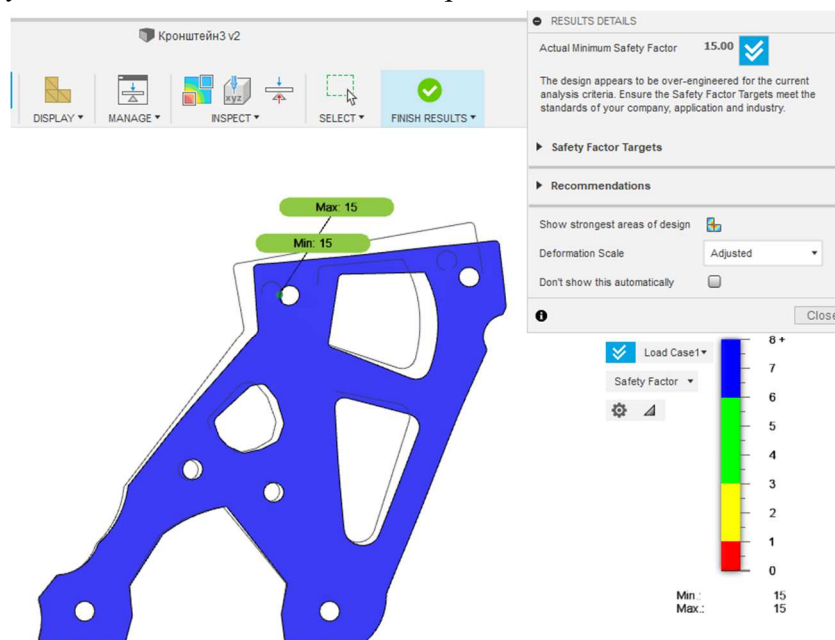 Кронштейн3 v2
DISPLAY
MANAGE
INSPECT
SELECT
FINISH RESULTS
xyz
Max: 15
Min: 15
RESULTS DETAILS
Actual Minimum Safety Factor 15.00
The design appears to be over-engineered for the current
analysis criteria. Ensure the Safety Factor Targets meet the
standards of your company, application and industry.
Safety Factor Targets
Recommendations
Show strongest areas of design
Deformation Scale Adjusted
Don't show this automatically
Close
Load Case1
Safety Factor
8 +
7
6
5
4
3
2
1
0
Min.: 15
Max.: 15